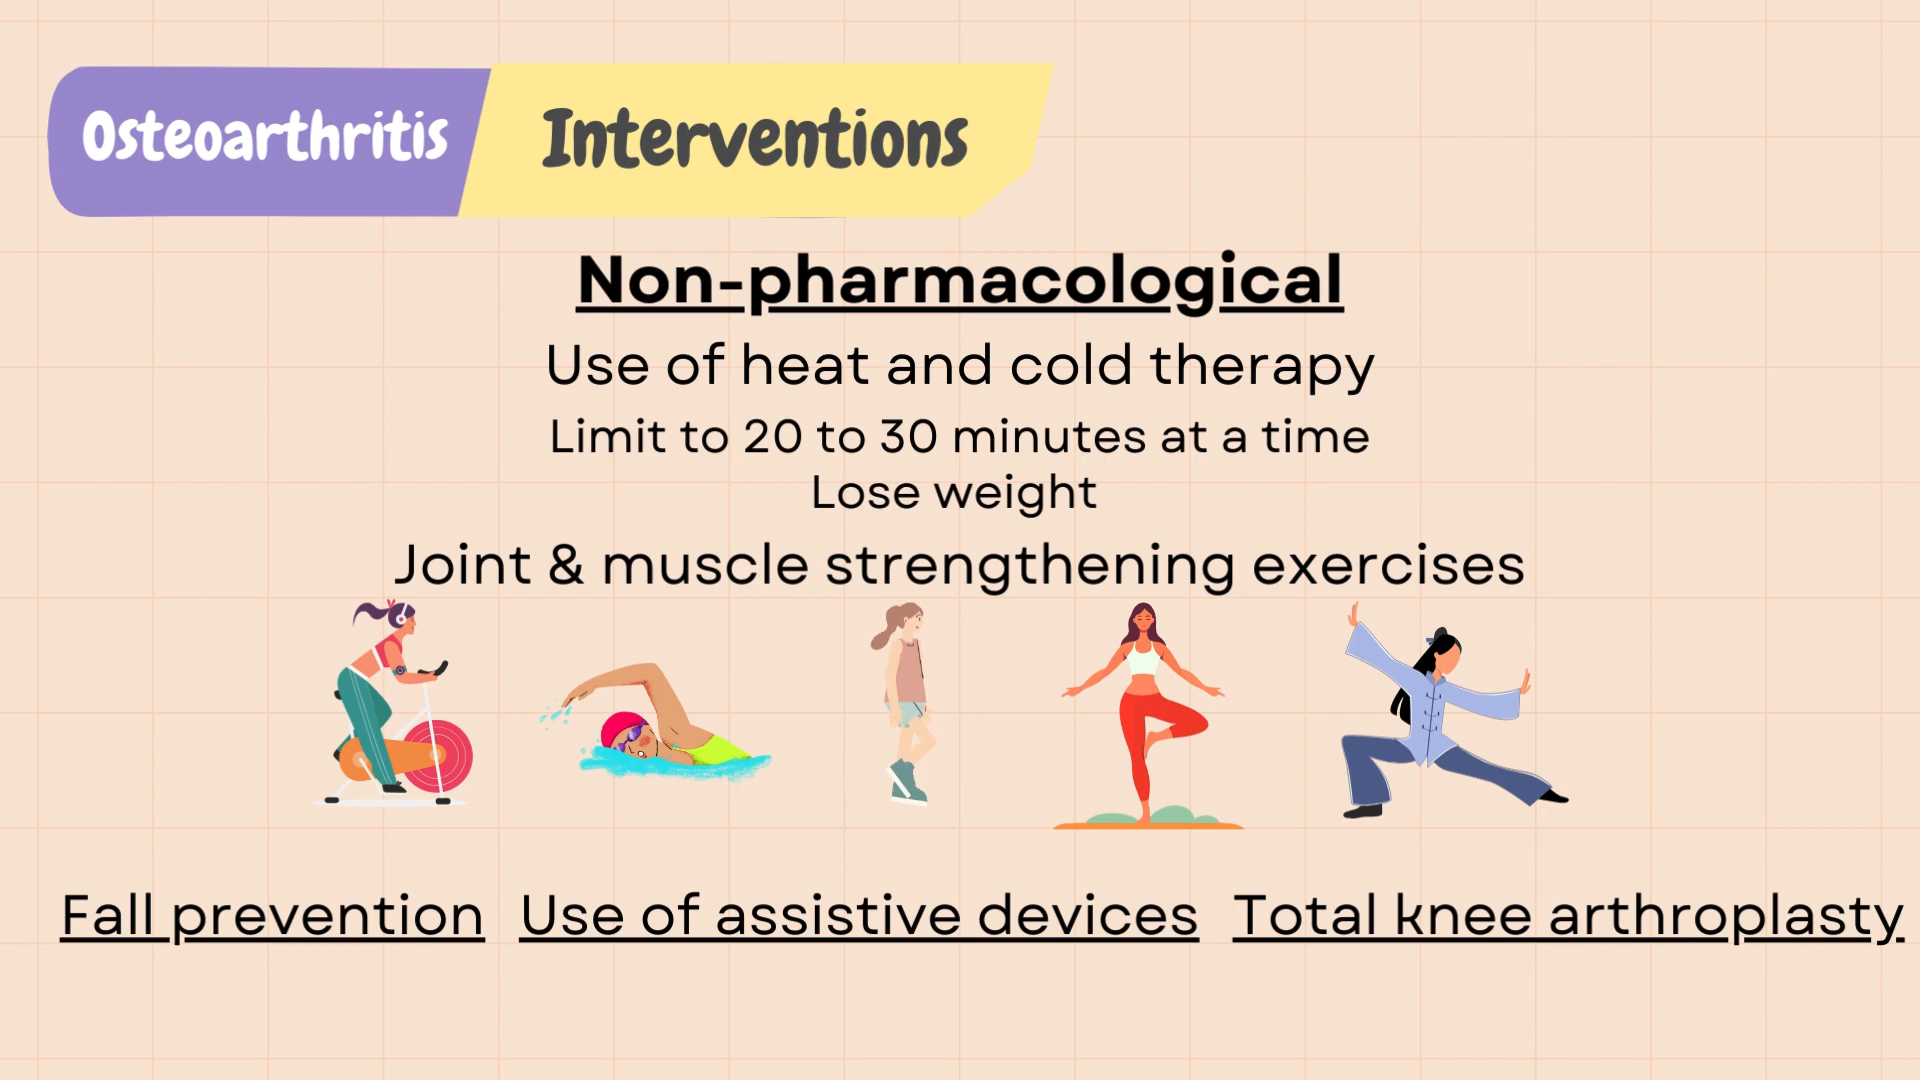 Osteoarthritis Interventions
Non-pharmacological
Use of heat and cold therapy
Limit to 20 to 30 minutes at a time
Lose weight
Joint & muscle strengthening exercises
Fall prevention Use of assistive devices Total knee arthroplasty